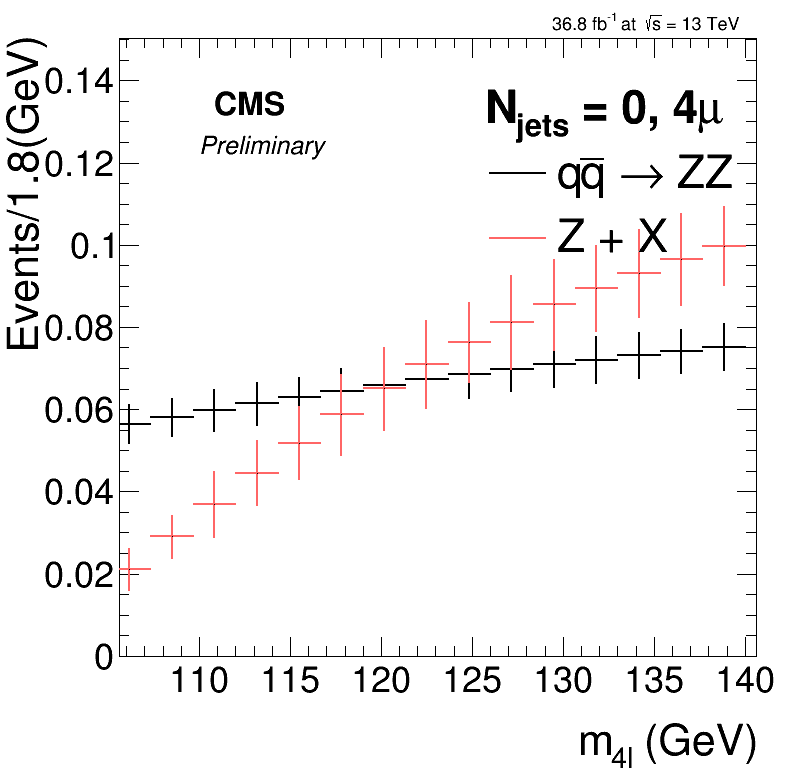 36.8 fb⁻¹ at √s = 13 TeV
Events/1.8(GeV)
CMS
Preliminary
N_jets = 0, 4μ
qq̅ → ZZ
Z + X
0.14
0.12
0.1
0.08
0.06
0.04
0.02
0
110 115 120 125 130 135 140
m_4l (GeV)